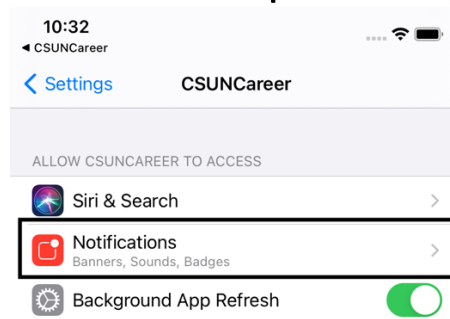 10:32
◀ CSUNCareer
Settings CSUNCareer
ALLOW CSUNCAREER TO ACCESS
Siri & Search
Notifications
Banners, Sounds, Badges
Background App Refresh